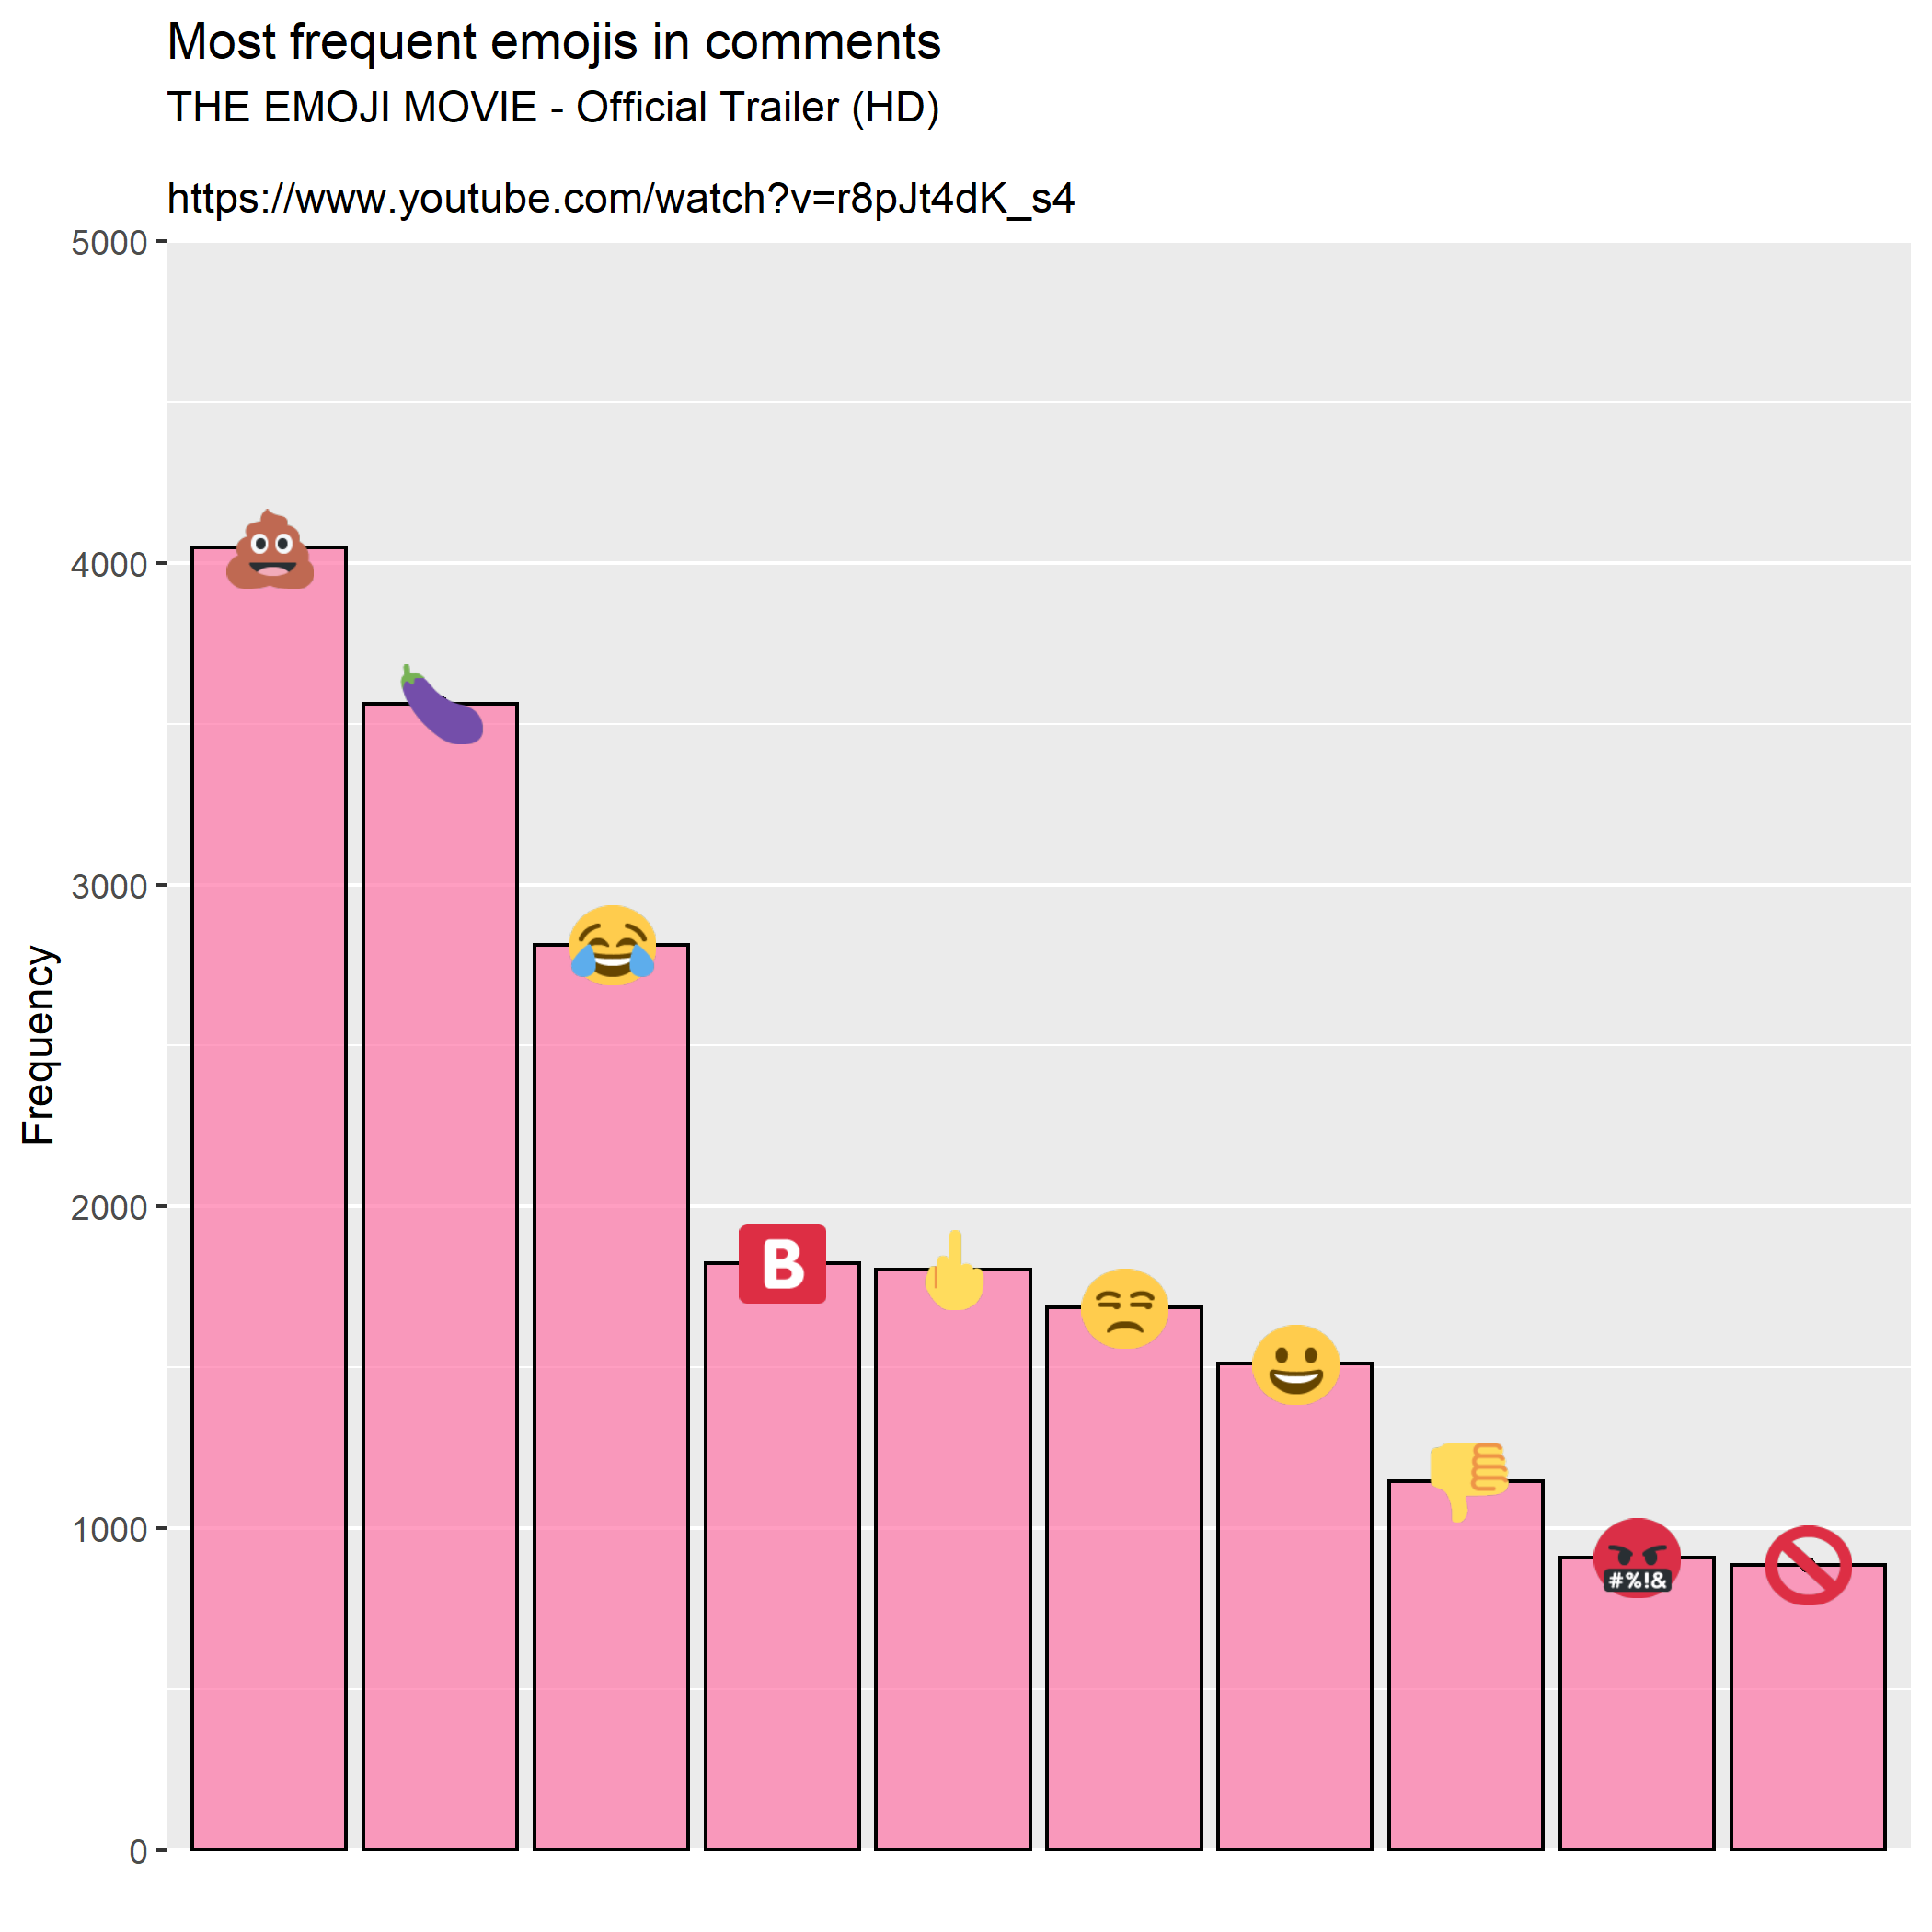 Most frequent emojis in comments
THE EMOJI MOVIE - Official Trailer (HD)
https://www.youtube.com/watch?v=r8pJt4dK_s4
Frequency
5000
4000
3000
2000
1000
0
B
#%!&